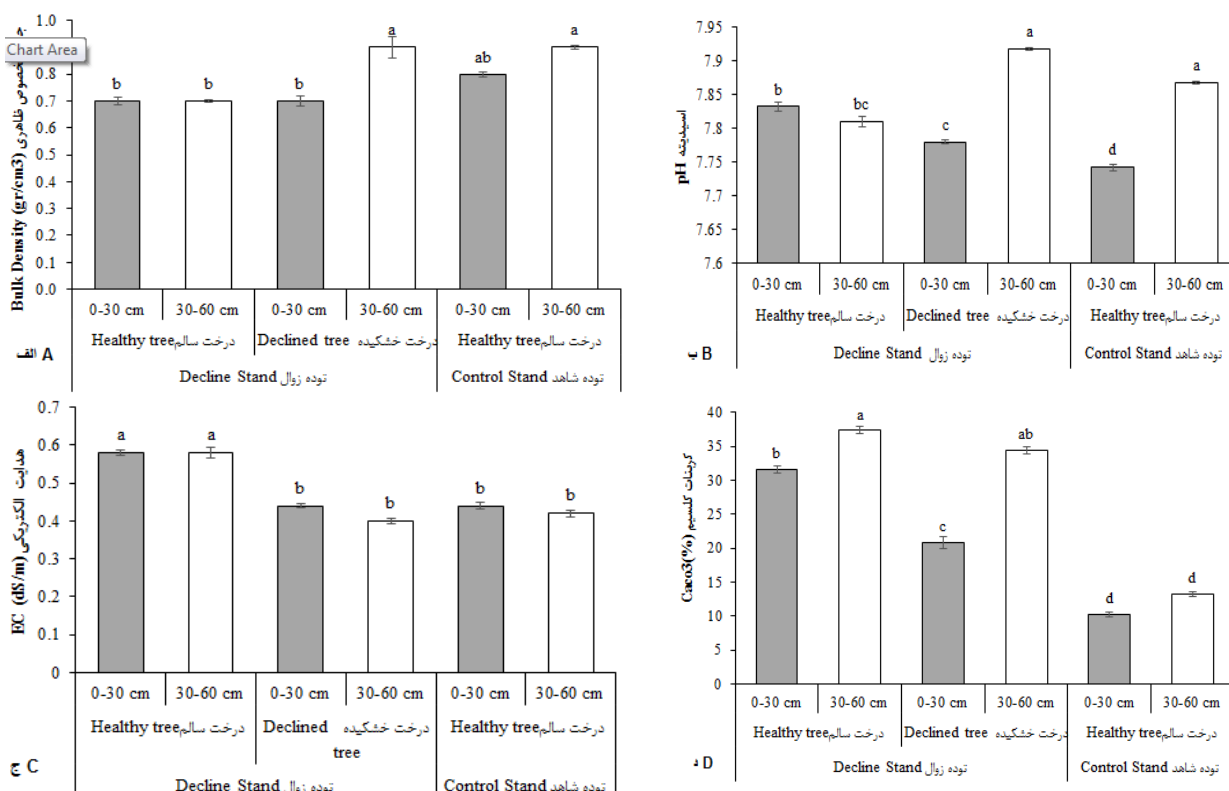 Chart Area
خصوص ظاهری Bulk Density (gr/cm3)
1.0
0.9
0.8
0.7
0.6
0.5
0.4
0.3
0.2
0.1
0.0
b b b a ab a
0-30 cm 30-60 cm 0-30 cm 30-60 cm 0-30 cm 30-60 cm
Healthy tree درخت سالم Declined tree درخت خشکیده Healthy tree درخت سالم
Decline Stand توده زوال Control Stand توده شاهد
الف A
اسیدیته pH
7.95
7.9
7.85
7.8
7.75
7.7
7.65
7.6
b bc c a d a
0-30 cm 30-60 cm 0-30 cm 30-60 cm 0-30 cm 30-60 cm
Healthy tree درخت سالم Declined tree درخت خشکیده Healthy tree درخت سالم
Decline Stand توده زوال Control Stand توده شاهد
ب B
هدایت الکتریکی EC (dS/m)
0.7
0.6
0.5
0.4
0.3
0.2
0.1
0
a a b b b b
0-30 cm 30-60 cm 0-30 cm 30-60 cm 0-30 cm 30-60 cm
Healthy tree درخت سالم Declined درخت خشکیده Healthy tree درخت سالم
tree
Decline Stand توده زوال Control Stand توده شاهد
ج C
کربنات کلسیم Caco3(%)
40
35
30
25
20
15
10
5
0
b a c ab d d
0-30 cm 30-60 cm 0-30 cm 30-60 cm 0-30 cm 30-60 cm
Healthy tree درخت سالم Declined tree درخت خشکیده Healthy tree درخت سالم
Decline Stand توده زوال Control Stand توده شاهد
د D